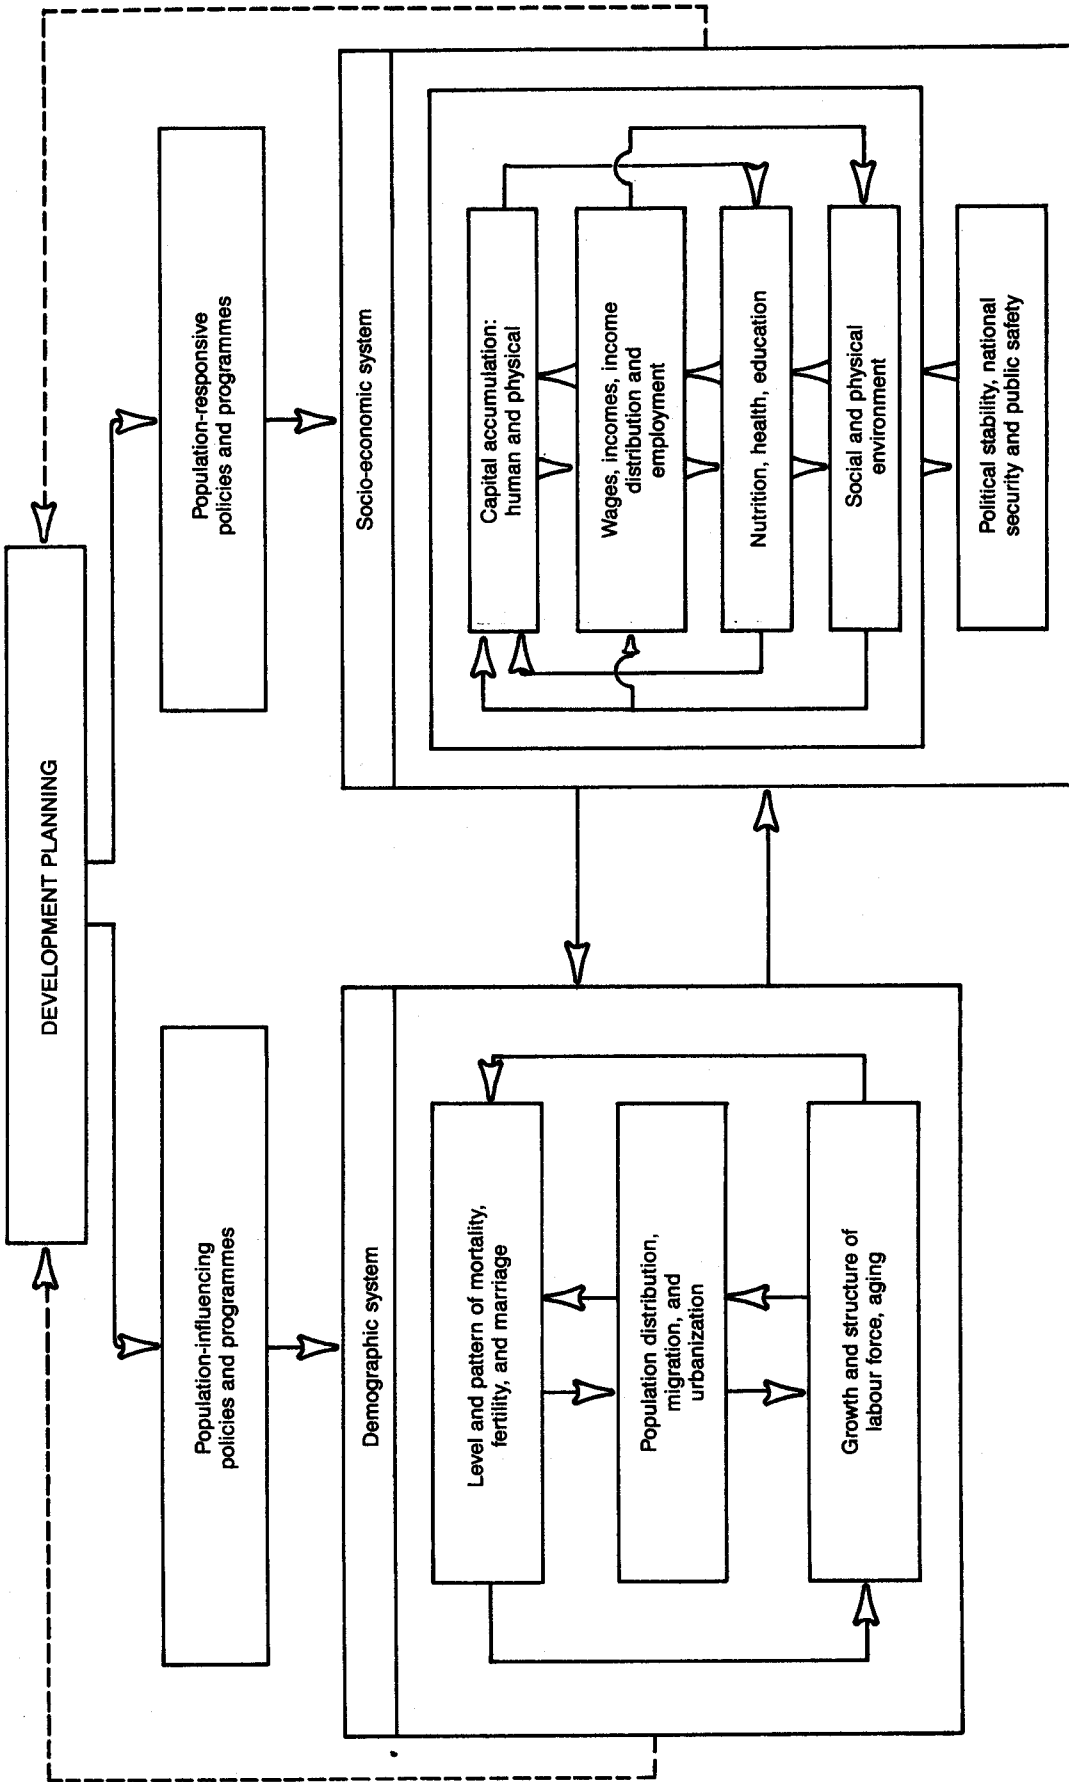 DEVELOPMENT PLANNING
Population-influencing
policies and programmes
Population-responsive
policies and programmes
Demographic system
Level and pattern of mortality,
fertility, and marriage
Population distribution,
migration, and
urbanization
Growth and structure of
labour force, aging
Socio-economic system
Capital accumulation:
human and physical
Wages, incomes, income
distribution and
employment
Nutrition, health, education
Social and physical
environment
Political stability, national
security and public safety